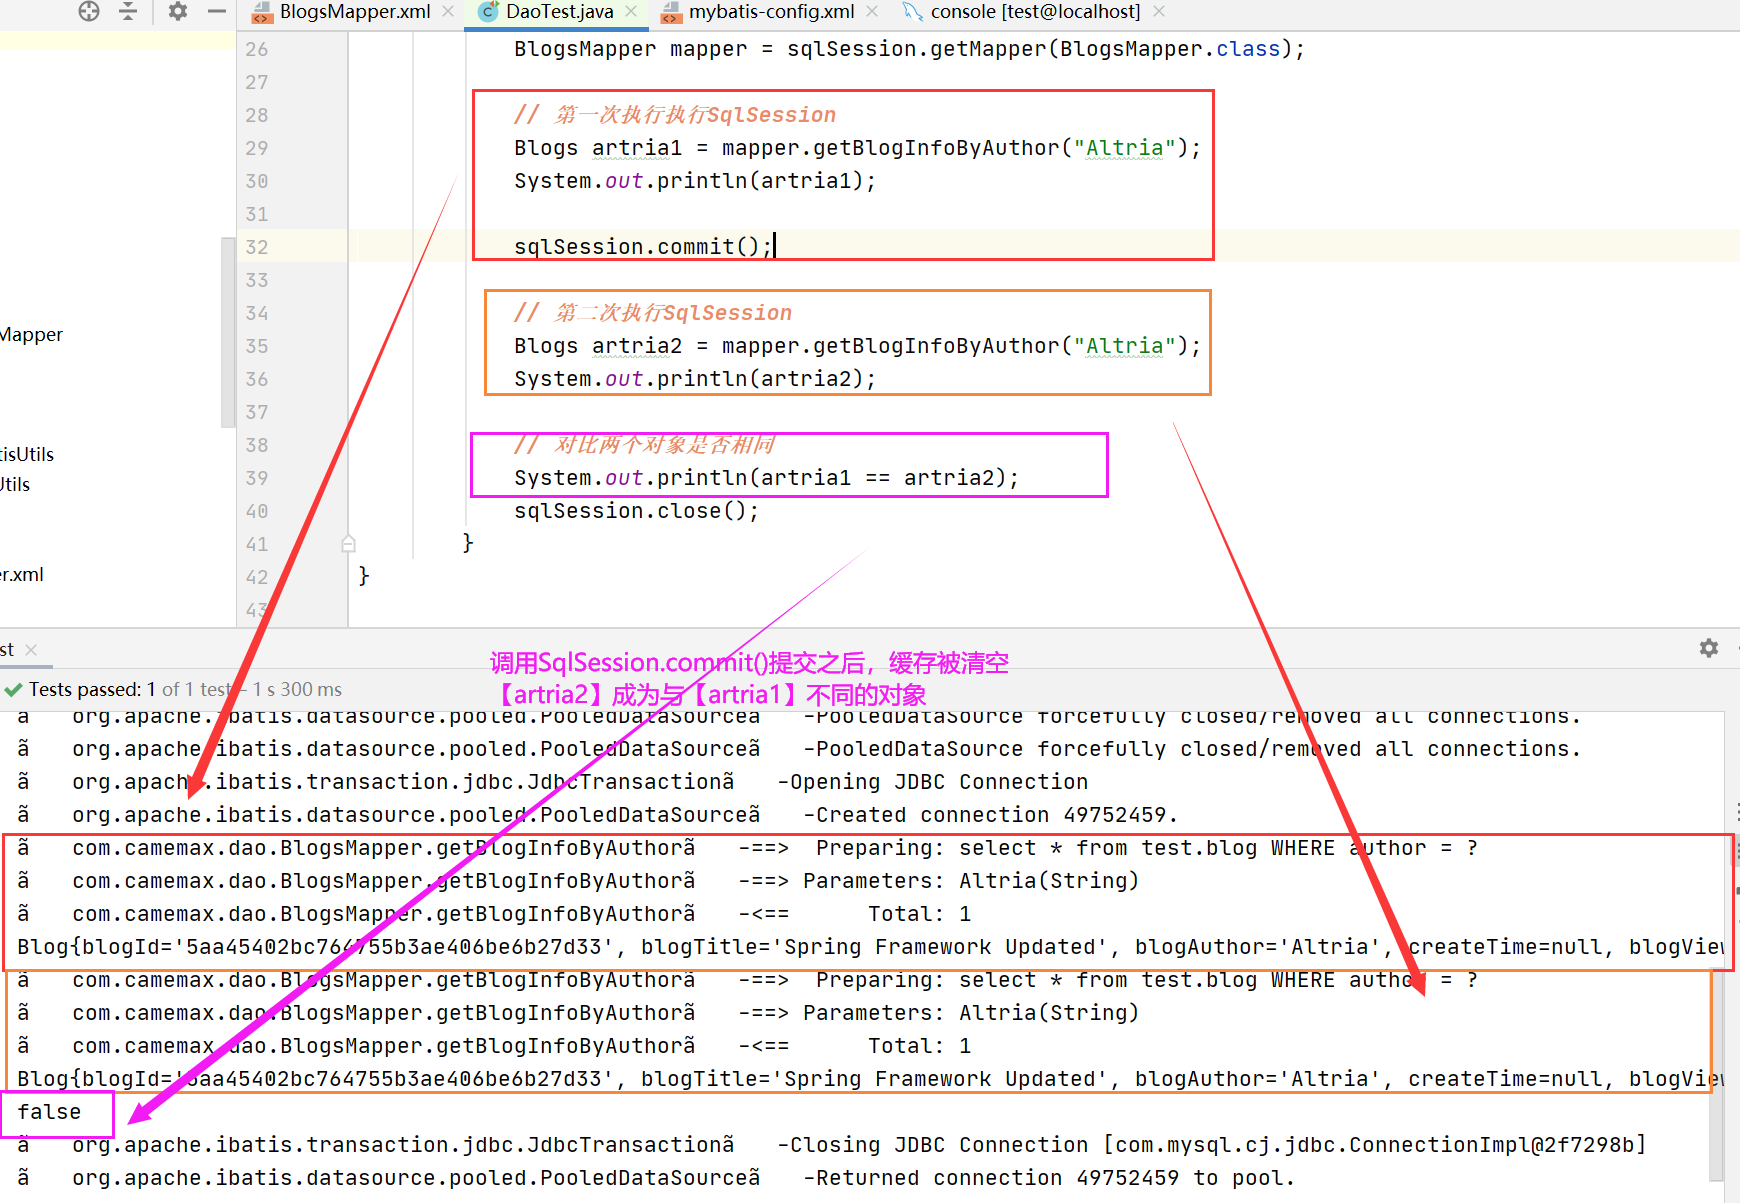 BlogsMapper.xml
DaoTest.java
mybatis-config.xml
console [test@localhost]
26 BlogsMapper mapper = sqlSession.getMapper(BlogsMapper.class);
27
28 // 第一次执行执行SqlSession
29 Blogs artria1 = mapper.getBlogInfoByAuthor("Altria");
30 System.out.println(artria1);
31
32 sqlSession.commit();
33
34 // 第二次执行SqlSession
Mapper
35 Blogs artria2 = mapper.getBlogInfoByAuthor("Altria");
36 System.out.println(artria2);
37
38 // 对比两个对象是否相同
tisUtils
39 System.out.println(artria1 == artria2);
Utils
40 sqlSession.close();
41 }
er.xml
42 }
43
st
调用SqlSession.commit()提交之后，缓存被清空
【artria2】成为与【artria1】不同的对象
Tests passed: 1 of 1 test – 1 s 300 ms
ã org.apache.ibatis.datasource.pooled.PooledDataSourceã -PooledDataSource forcefully closed/removed all connections.
ã org.apache.ibatis.datasource.pooled.PooledDataSourceã -PooledDataSource forcefully closed/removed all connections.
ã org.apache.ibatis.transaction.jdbc.JdbcTransactionã -Opening JDBC Connection
ã org.apache.ibatis.datasource.pooled.PooledDataSourceã -Created connection 49752459.
ã com.camemax.dao.BlogsMapper.getBlogInfoByAuthorã -==> Preparing: select * from test.blog WHERE author = ?
ã com.camemax.dao.BlogsMapper.getBlogInfoByAuthorã -==> Parameters: Altria(String)
ã com.camemax.dao.BlogsMapper.getBlogInfoByAuthorã -<== Total: 1
Blog{blogId='5aa45402bc764755b3ae406be6b27d33', blogTitle='Spring Framework Updated', blogAuthor='Altria', createTime=null, blogView
ã com.camemax.dao.BlogsMapper.getBlogInfoByAuthorã -==> Preparing: select * from test.blog WHERE author = ?
ã com.camemax.dao.BlogsMapper.getBlogInfoByAuthorã -==> Parameters: Altria(String)
ã com.camemax.dao.BlogsMapper.getBlogInfoByAuthorã -<== Total: 1
Blog{blogId='5aa45402bc764755b3ae406be6b27d33', blogTitle='Spring Framework Updated', blogAuthor='Altria', createTime=null, blogView
false
ã org.apache.ibatis.transaction.jdbc.JdbcTransactionã -Closing JDBC Connection [com.mysql.cj.jdbc.ConnectionImpl@2f7298b]
ã org.apache.ibatis.datasource.pooled.PooledDataSourceã -Returned connection 49752459 to pool.